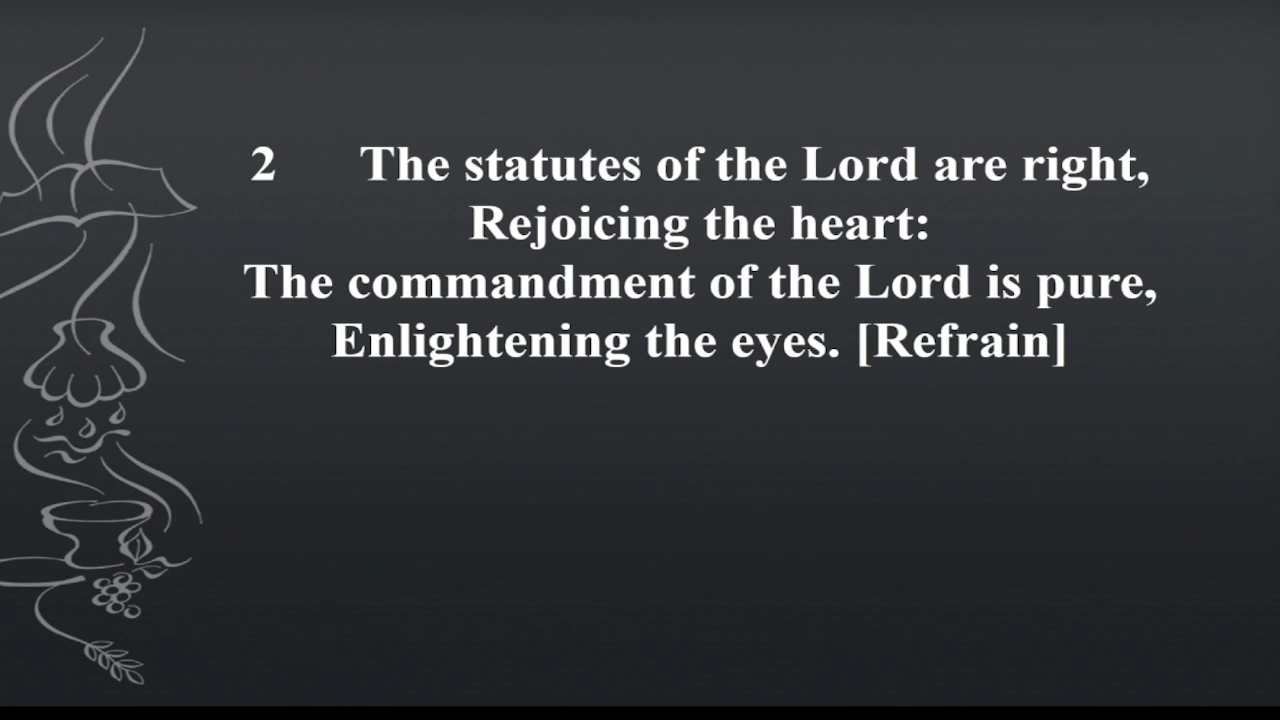 2 The statutes of the Lord are right,
Rejoicing the heart:
The commandment of the Lord is pure,
Enlightening the eyes. [Refrain]